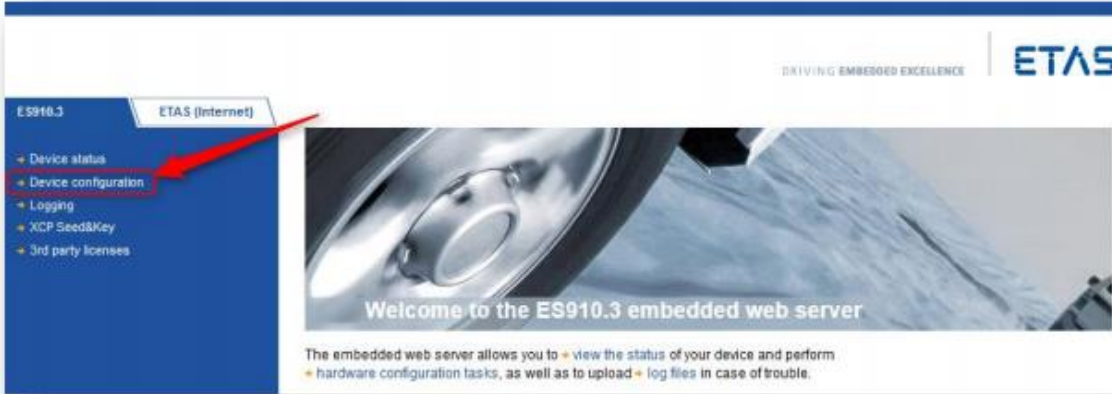 DRIVING EMBEDDED EXCELLENCE
ETAS
ES910.3
ETAS (Internet)
Device status
Device configuration
Logging
XCP Seed&Key
3rd party licenses
Welcome to the ES910.3 embedded web server
The embedded web server allows you to view the status of your device and perform
hardware configuration tasks, as well as to upload log files in case of trouble.